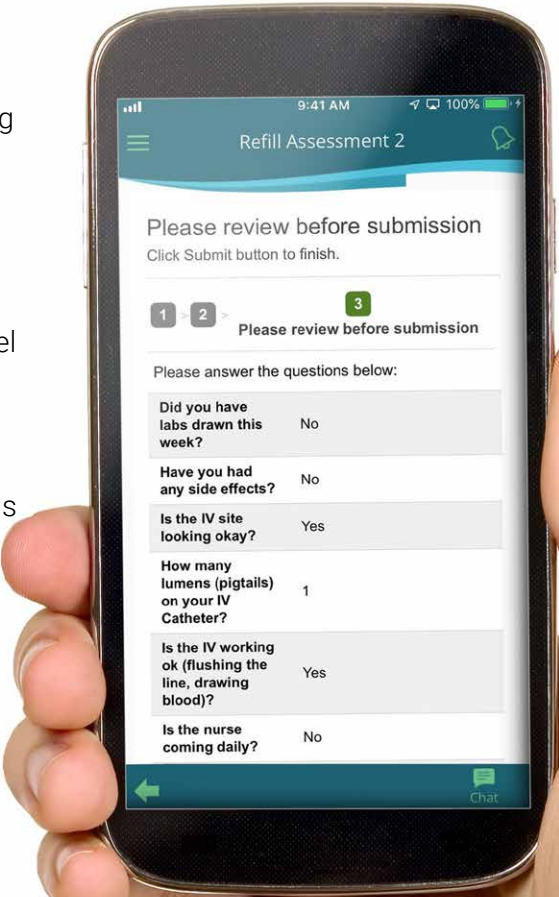 g
el
s
9:41 AM 100%
Refill Assessment 2
Please review before submission
Click Submit button to finish.
1 > 2 > 3
Please review before submission
Please answer the questions below:
Did you have
labs drawn this No
week?
Have you had
any side effects? No
Is the IV site
looking okay? Yes
How many
lumens (pigtails)
on your IV 1
Catheter?
Is the IV working
ok (flushing the
line, drawing Yes
blood)?
Is the nurse
coming daily? No
Chat